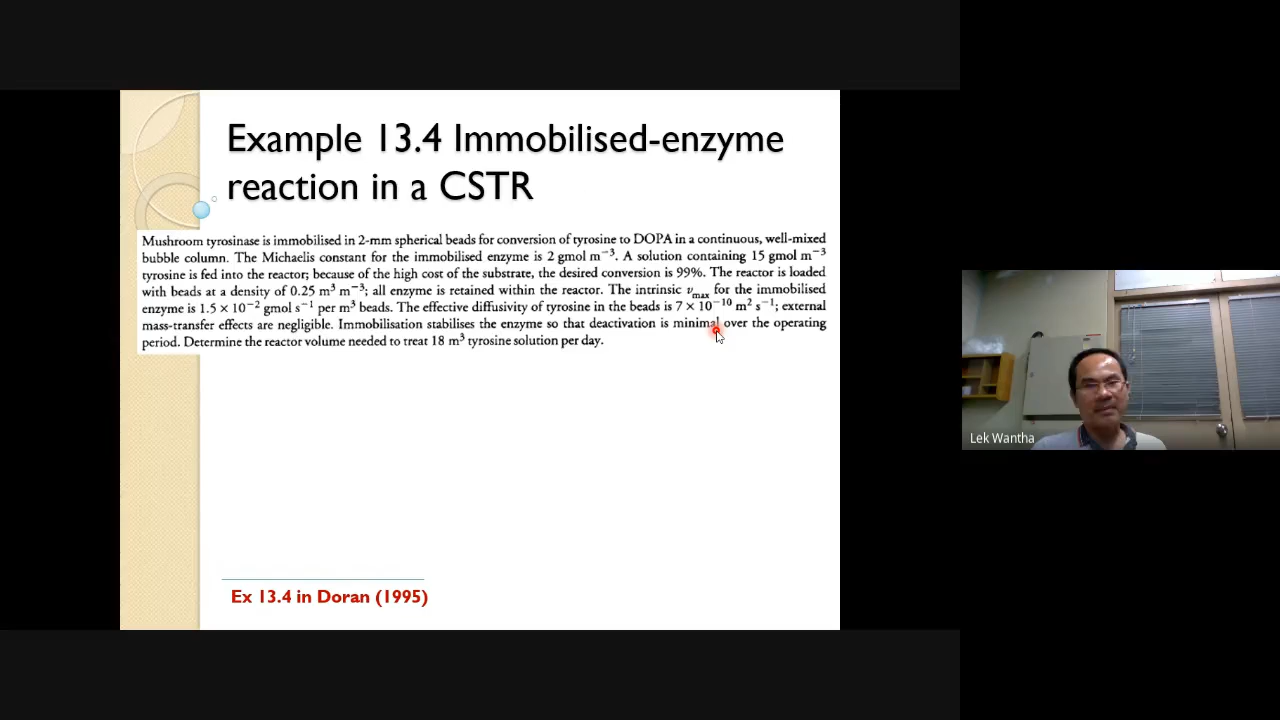 Example 13.4 Immobilised-enzyme
reaction in a CSTR
Mushroom tyrosinase is immobilised in 2-mm spherical beads for conversion of tyrosine to DOPA in a continuous, well-mixed
bubble column. The Michaelis constant for the immobilised enzyme is 2 gmol m⁻³. A solution containing 15 gmol m⁻³
tyrosine is fed into the reactor; because of the high cost of the substrate, the desired conversion is 99%. The reactor is loaded
with beads at a density of 0.25 m³ m⁻³; all enzyme is retained within the reactor. The intrinsic vmax for the immobilised
enzyme is 1.5 × 10⁻² gmol s⁻¹ per m³ beads. The effective diffusivity of tyrosine in the beads is 7 × 10⁻¹⁰ m² s⁻¹; external
mass-transfer effects are negligible. Immobilisation stabilises the enzyme so that deactivation is minimal over the operating
period. Determine the reactor volume needed to treat 18 m³ tyrosine solution per day.
Lek Wantha
Ex 13.4 in Doran (1995)